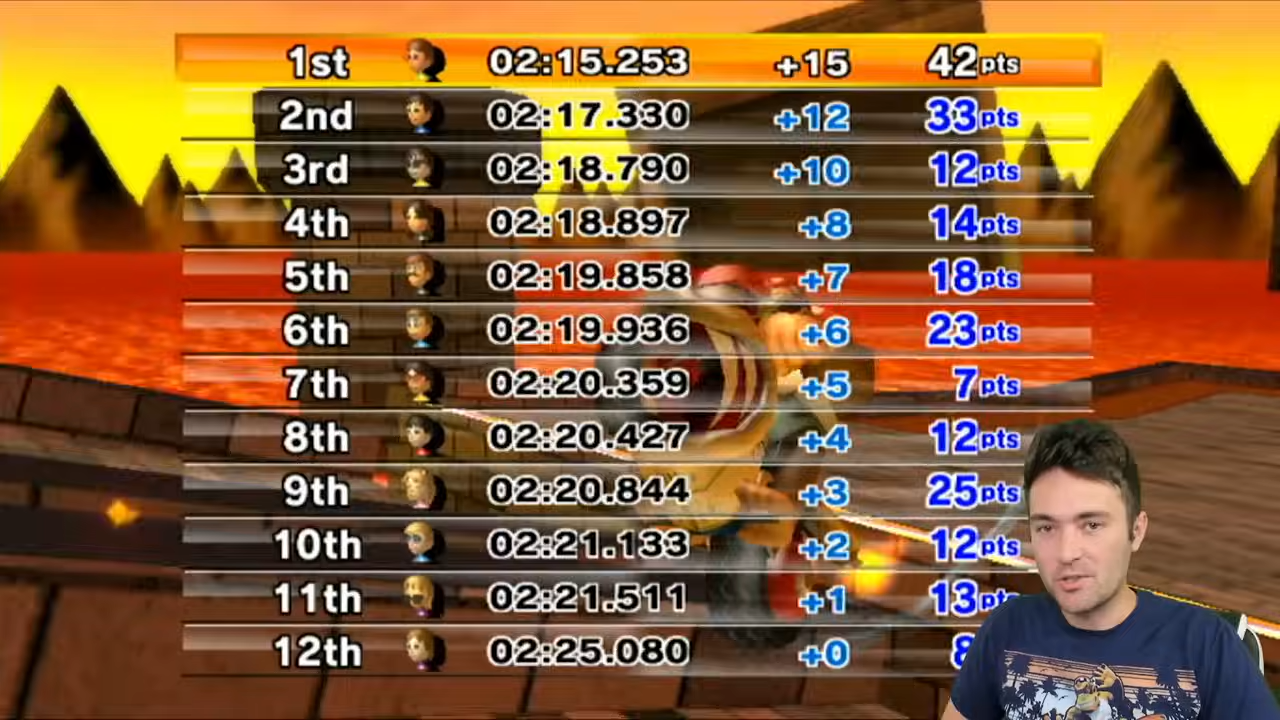 1st 02:15.253 +15 42pts
2nd 02:17.330 +12 33pts
3rd 02:18.790 +10 12pts
4th 02:18.897 +8 14pts
5th 02:19.858 +7 18pts
6th 02:19.936 +6 23pts
7th 02:20.359 +5 7pts
8th 02:20.427 +4 12pts
9th 02:20.844 +3 25pts
10th 02:21.133 +2 12pts
11th 02:21.511 +1 13pts
12th 02:25.080 +0 8